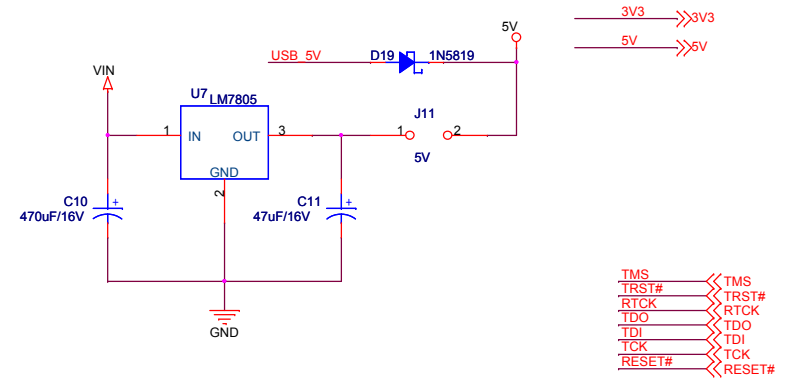 3V3
3V3
5V
USB_5V
D19
1N5819
5V
5V
VIN
U7
LM7805
J11
1
IN
OUT
3
1
2
5V
GND
2
C10
470uF/16V
C11
47uF/16V
GND
TMS
TMS
TRST#
TRST#
RTCK
RTCK
TDO
TDO
TDI
TDI
TCK
TCK
RESET#
RESET#